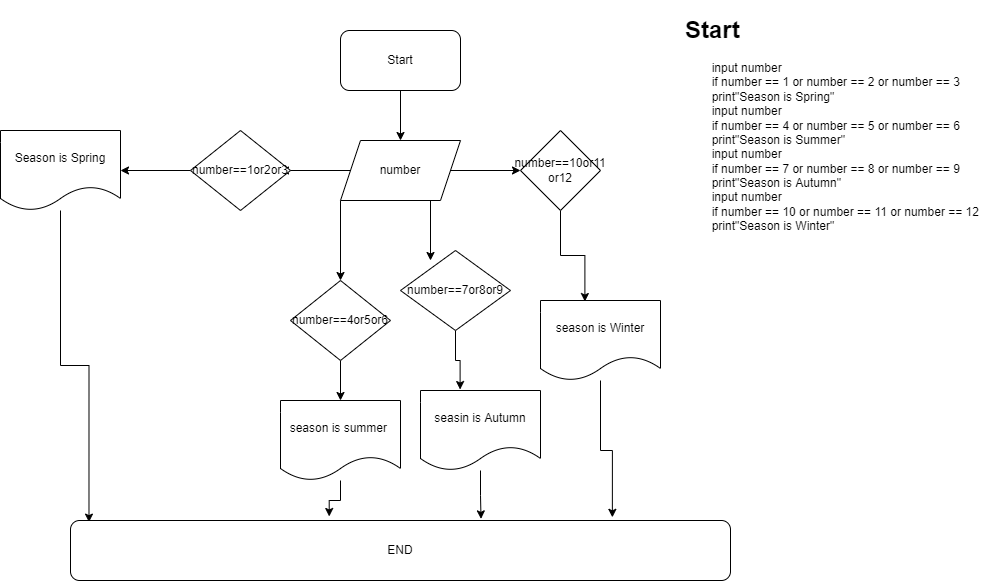 Start
input number
if number == 1 or number == 2 or number == 3
print"Season is Spring"
input number
if number == 4 or number == 5 or number == 6
print"Season is Summer"
input number
if number == 7 or number == 8 or number == 9
print"Season is Autumn"
input number
if number == 10 or number == 11 or number == 12
print"Season is Winter"
Start
number
Season is Spring
number==1or2or3
number==10or11
or12
number==4or5or6
number==7or8or9
season is Winter
season is summer
seasin is Autumn
END